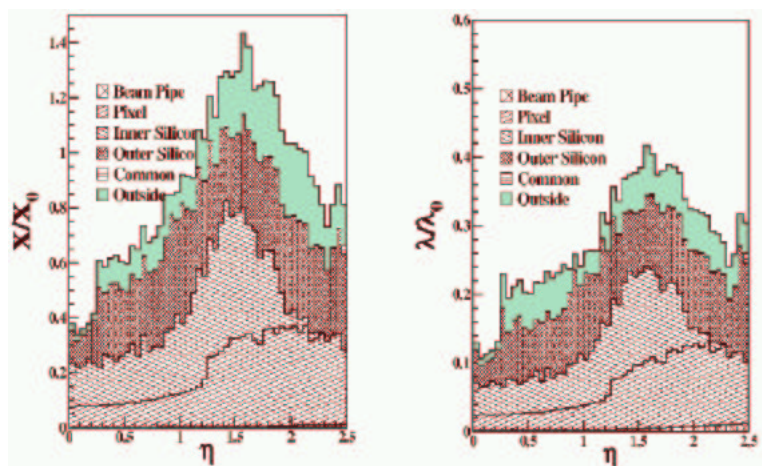 X/X0
1.4
1.2
1
0.8
0.6
0.4
0.2
0
Beam Pipe
Pixel
Inner Silicon
Outer Silico
Common
Outside
0 0.5 1 1.5 2 2.5
η
λ/λ0
0.6
0.5
0.4
0.3
0.2
0.1
0
Beam Pipe
Pixel
Inner Silicon
Outer Silicon
Common
Outside
0 0.5 1 1.5 2 2.5
η